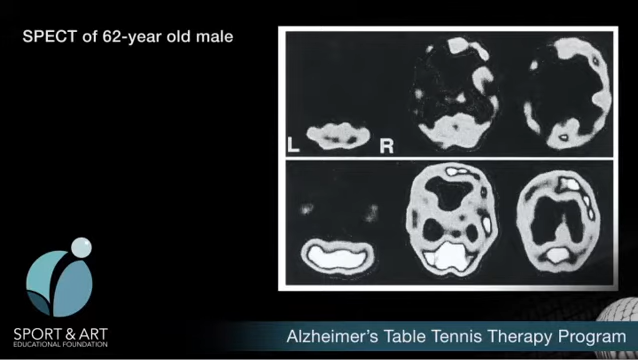 SPECT of 62-year old male
L R
SPORT & ART
EDUCATIONAL FOUNDATION
Alzheimer's Table Tennis Therapy Program